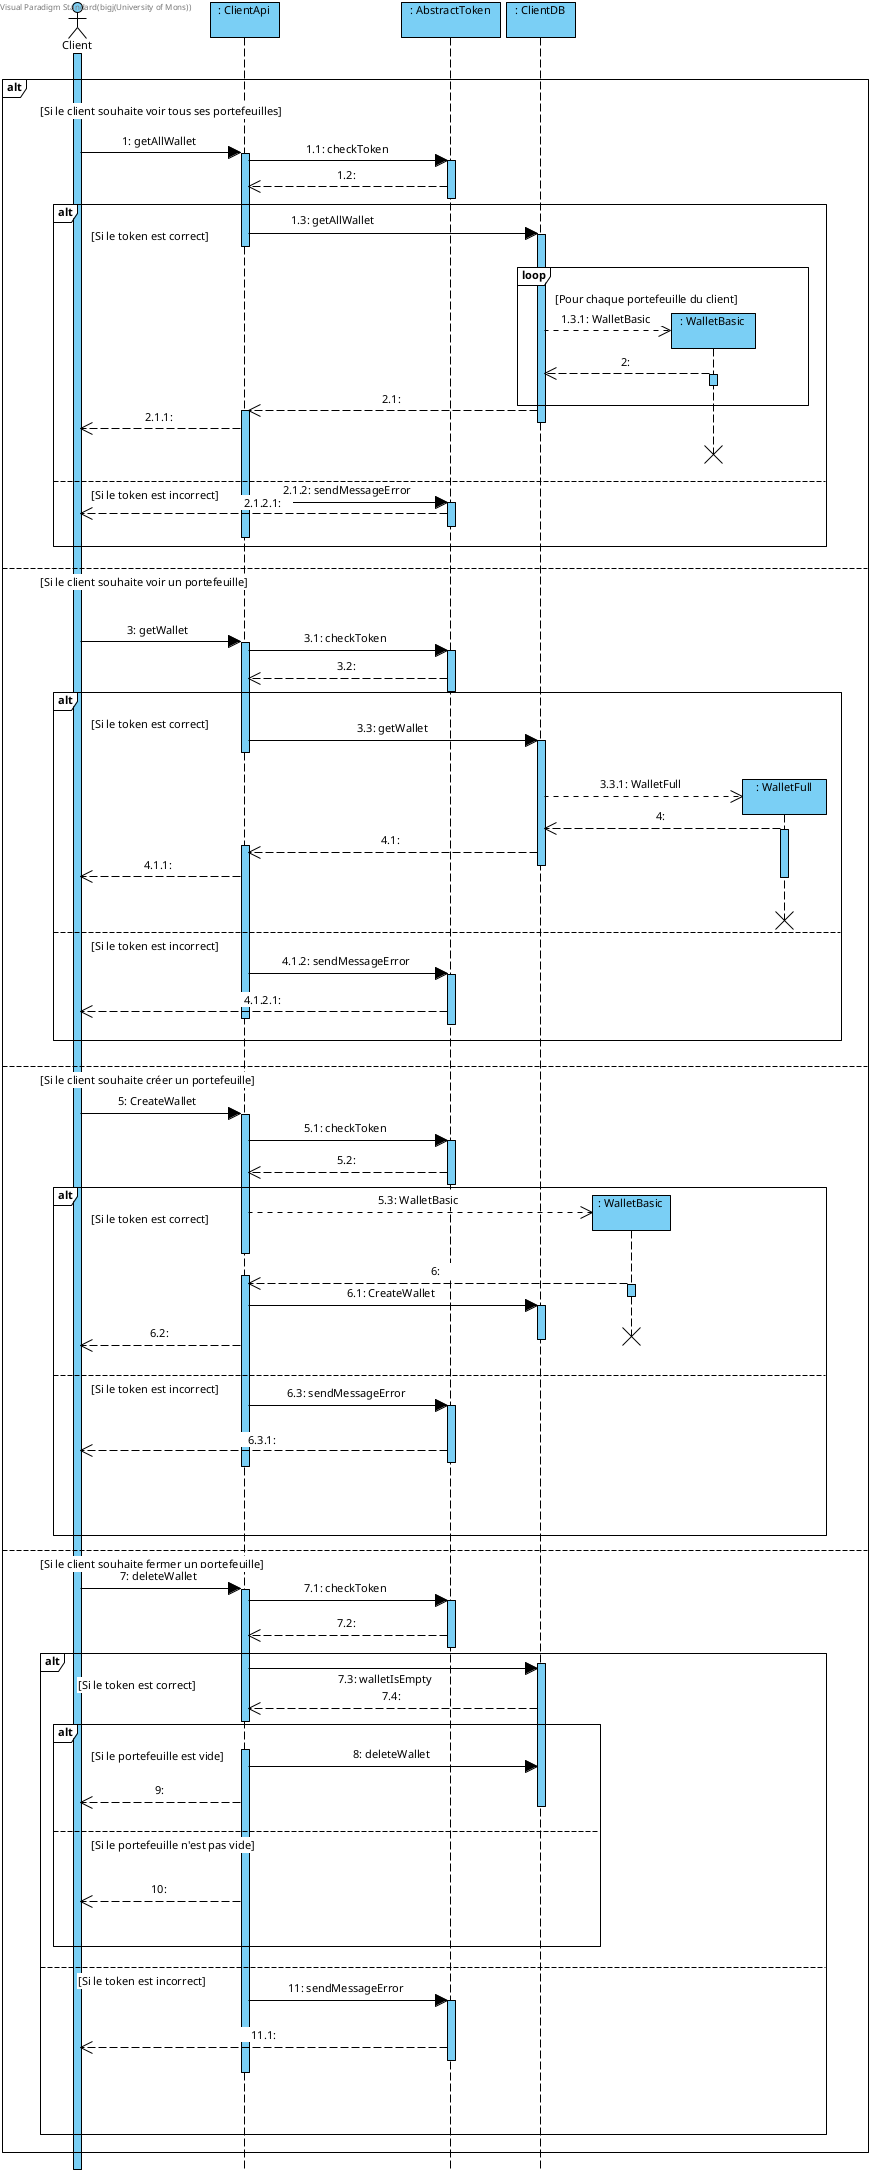 Visual Paradigm Standard(bigj(University of Mons))
Client
: ClientApi
: AbstractToken
: ClientDB
alt
[Si le client souhaite voir tous ses portefeuilles]
1: getAllWallet
1.1: checkToken
1.2:
alt
[Si le token est correct]
1.3: getAllWallet
loop
[Pour chaque portefeuille du client]
1.3.1: WalletBasic
: WalletBasic
2:
2.1:
2.1.1:
[Si le token est incorrect]
2.1.2: sendMessageError
2.1.2.1:
[Si le client souhaite voir un portefeuille]
3: getWallet
3.1: checkToken
3.2:
alt
[Si le token est correct]
3.3: getWallet
3.3.1: WalletFull
: WalletFull
4:
4.1:
4.1.1:
[Si le token est incorrect]
4.1.2: sendMessageError
4.1.2.1:
[Si le client souhaite créer un portefeuille]
5: CreateWallet
5.1: checkToken
5.2:
alt
[Si le token est correct]
5.3: WalletBasic
: WalletBasic
6:
6.1: CreateWallet
6.2:
[Si le token est incorrect]
6.3: sendMessageError
6.3.1:
[Si le client souhaite fermer un portefeuille]
7: deleteWallet
7.1: checkToken
7.2:
alt
[Si le token est correct]
7.3: walletIsEmpty
7.4:
alt
[Si le portefeuille est vide]
8: deleteWallet
9:
[Si le portefeuille n'est pas vide]
10:
[Si le token est incorrect]
11: sendMessageError
11.1: